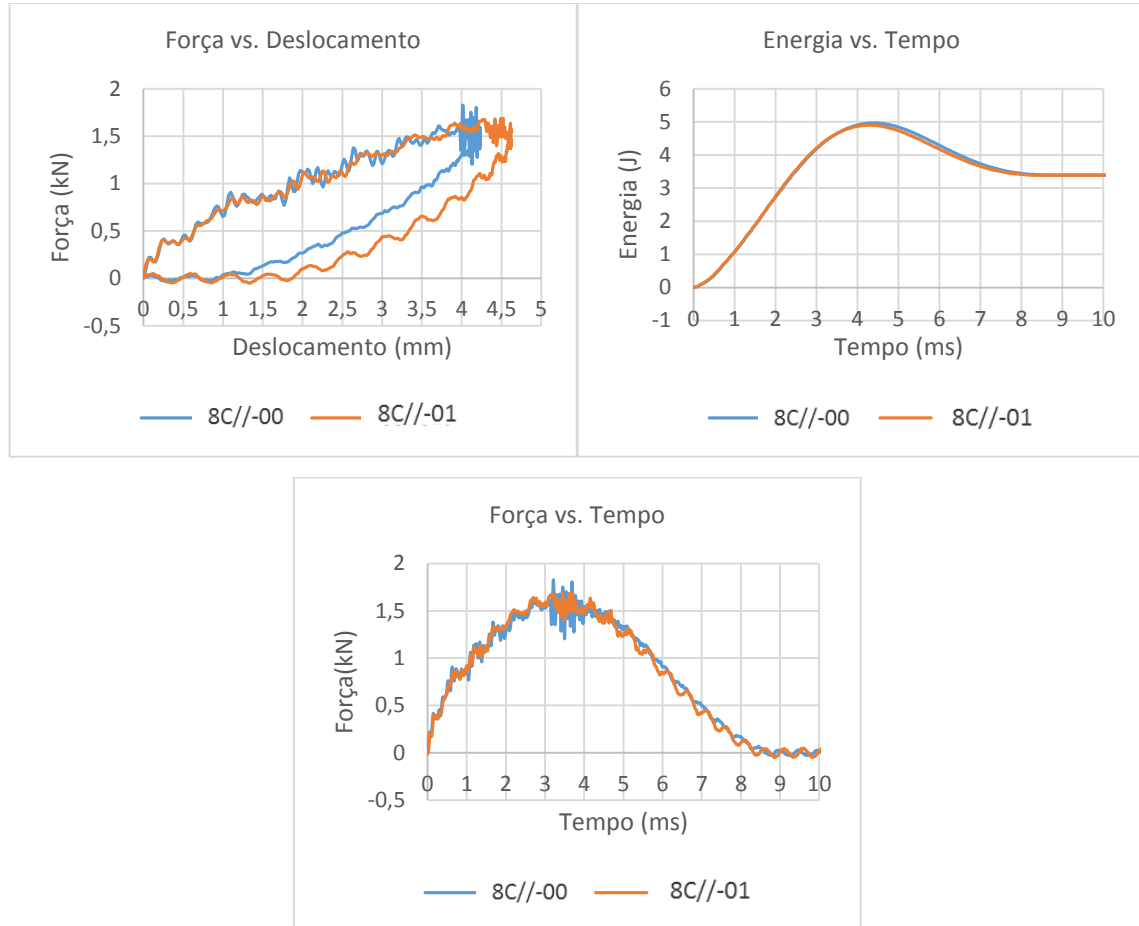 Força vs. Deslocamento
2
1,5
1
0,5
0
-0,5
Força (kN)
0 0,5 1 1,5 2 2,5 3 3,5 4 4,5 5
Deslocamento (mm)
8C//-00 8C//-01
Energia vs. Tempo
6
5
4
3
2
1
0
-1
Energia (J)
0 1 2 3 4 5 6 7 8 9 10
Tempo (ms)
8C//-00 8C//-01
Força vs. Tempo
2
1,5
1
0,5
0
-0,5
Força(kN)
0 1 2 3 4 5 6 7 8 9 10
Tempo (ms)
8C//-00 8C//-01